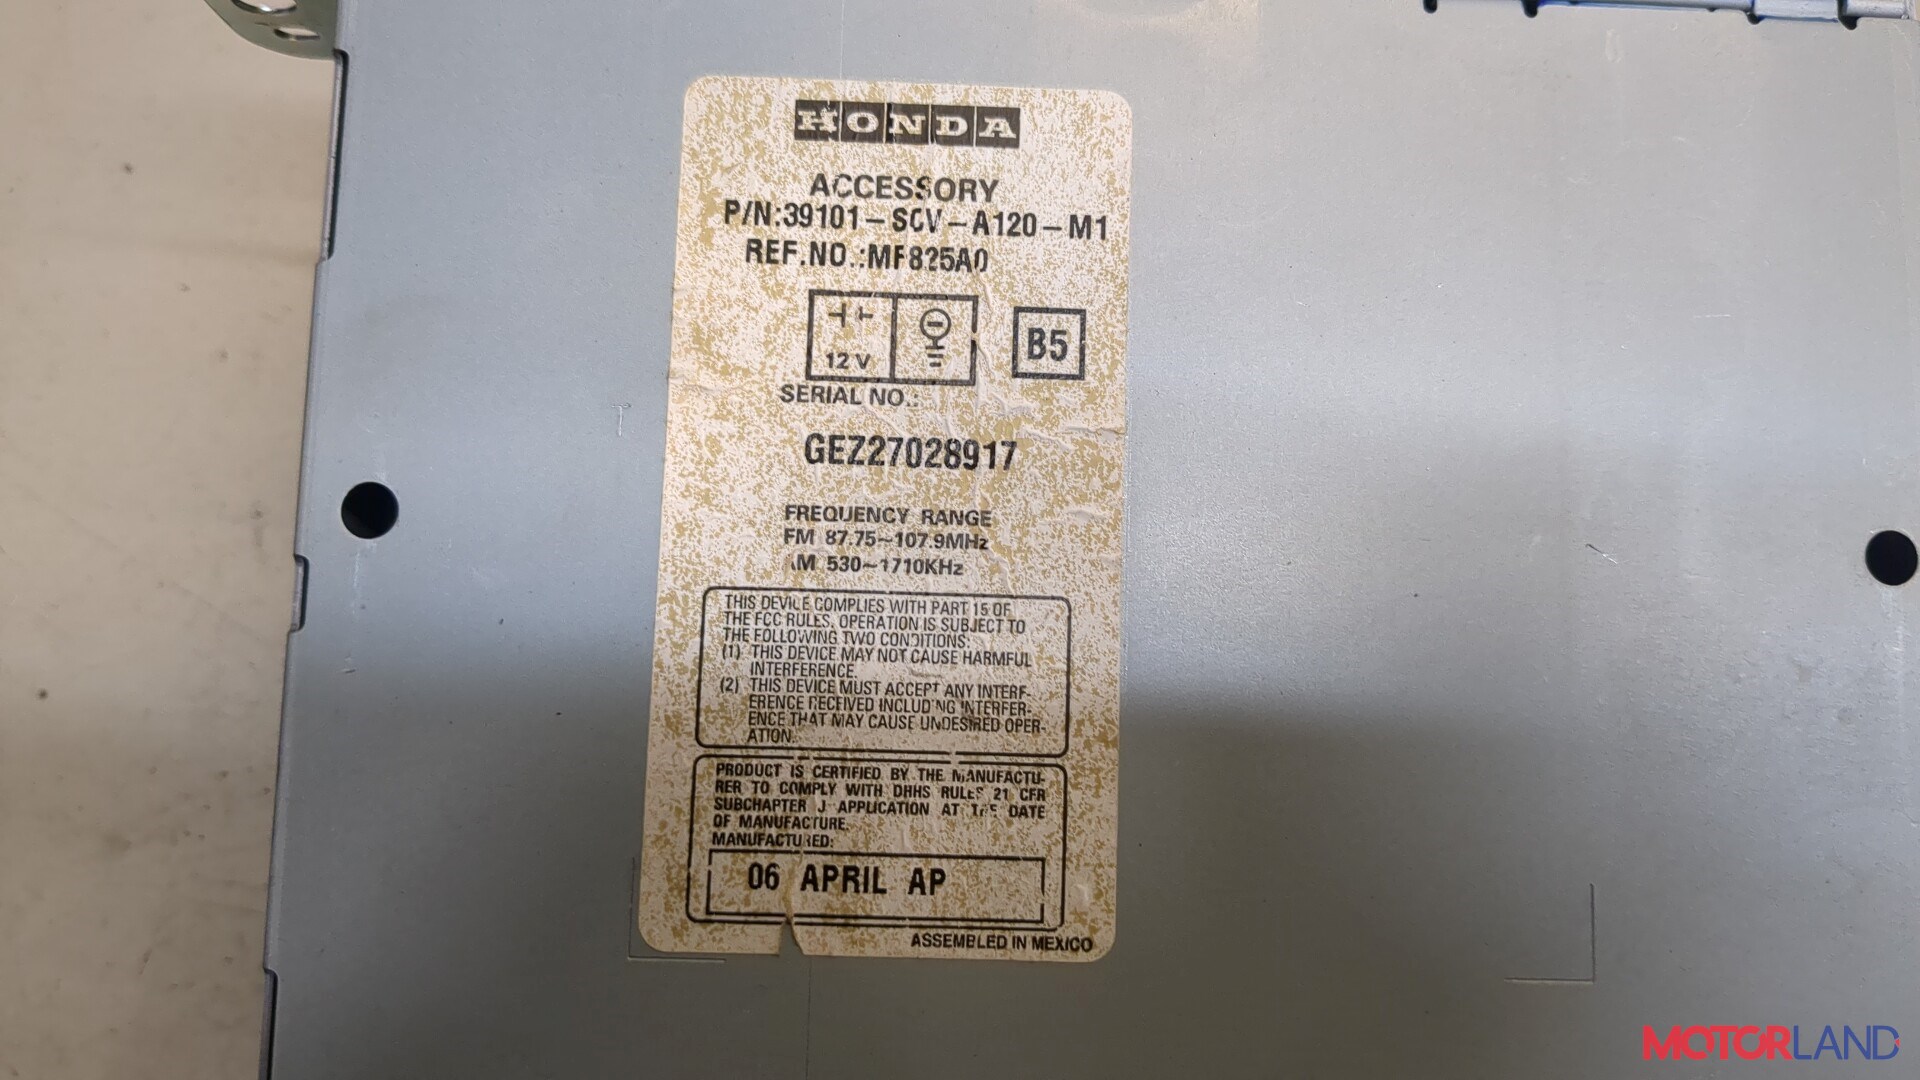 HONDA
ACCESSORY
P/N:39101-SCV-A120-M1
REF.NO.:MF825A0
12V
B5
SERIAL NO.:
GEZ27028917
FREQUENCY RANGE
FM 87.75~107.9MHz
AM 530~1710KHz
THIS DEVICE COMPLIES WITH PART 15 OF
THE FCC RULES. OPERATION IS SUBJECT TO
THE FOLLOWING TWO CONDITIONS:
(1) THIS DEVICE MAY NOT CAUSE HARMFUL
INTERFERENCE.
(2) THIS DEVICE MUST ACCEPT ANY INTERF-
ERENCE RECEIVED INCLUDING INTERFER-
ENCE THAT MAY CAUSE UNDESIRED OPER-
ATION.
PRODUCT IS CERTIFIED BY THE MANUFACTU-
RER TO COMPLY WITH DHHS RULES 21 CFR
SUBCHAPTER J APPLICATION AT THE DATE
OF MANUFACTURE.
MANUFACTURED:
06 APRIL AP
ASSEMBLED IN MEXICO
MOTORLAND